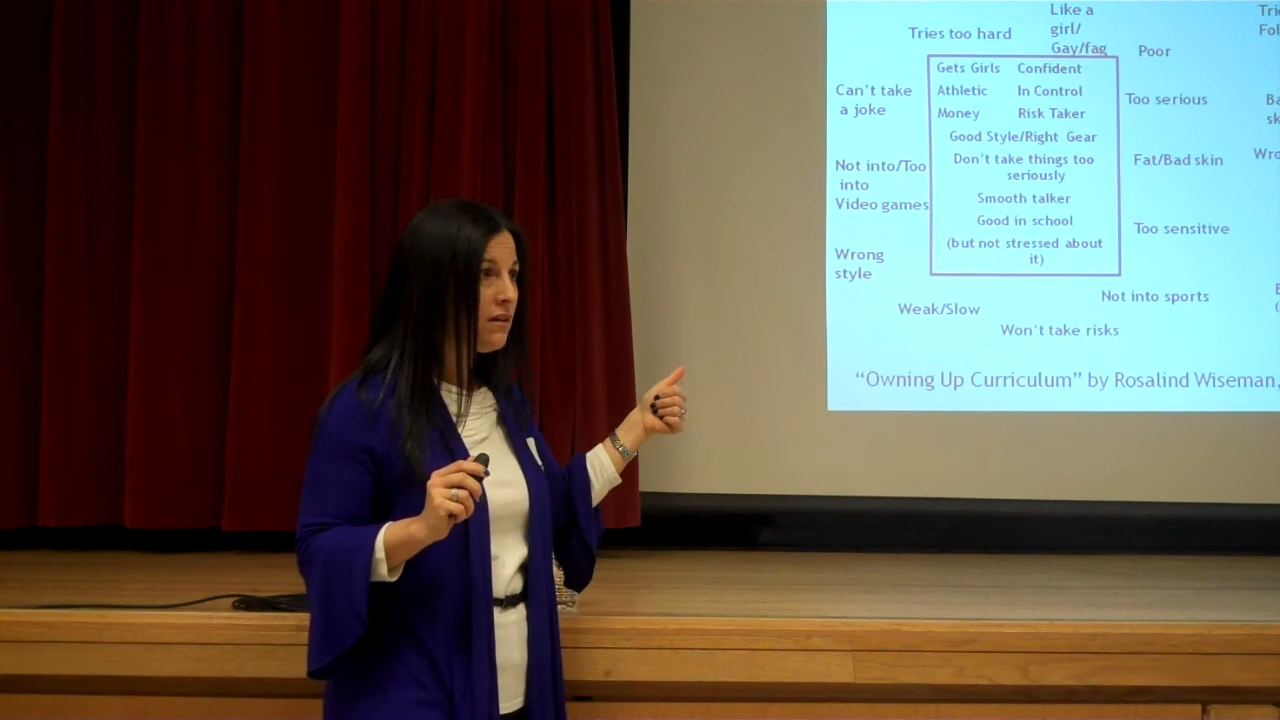 Like a
girl/
Gay/fag
Tries too hard
Poor
Can't take
a joke
Too serious
Not into/Too
into
Video games
Fat/Bad skin
Wrong
style
Too sensitive
Weak/Slow
Not into sports
Won't take risks
Gets Girls Confident
Athletic In Control
Money Risk Taker
Good Style/Right Gear
Don't take things too
seriously
Smooth talker
Good in school
(but not stressed about
it)
"Owning Up Curriculum" by Rosalind Wiseman,